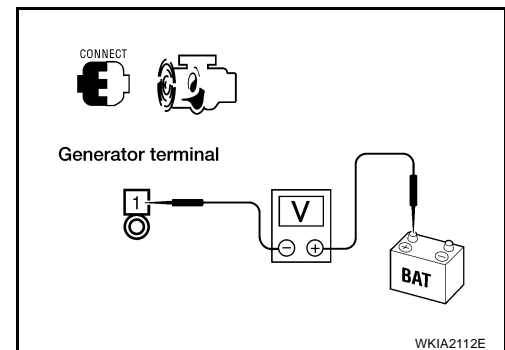 CONNECT
Generator terminal
1
V
− +
+ −
BAT
WKIA2112E